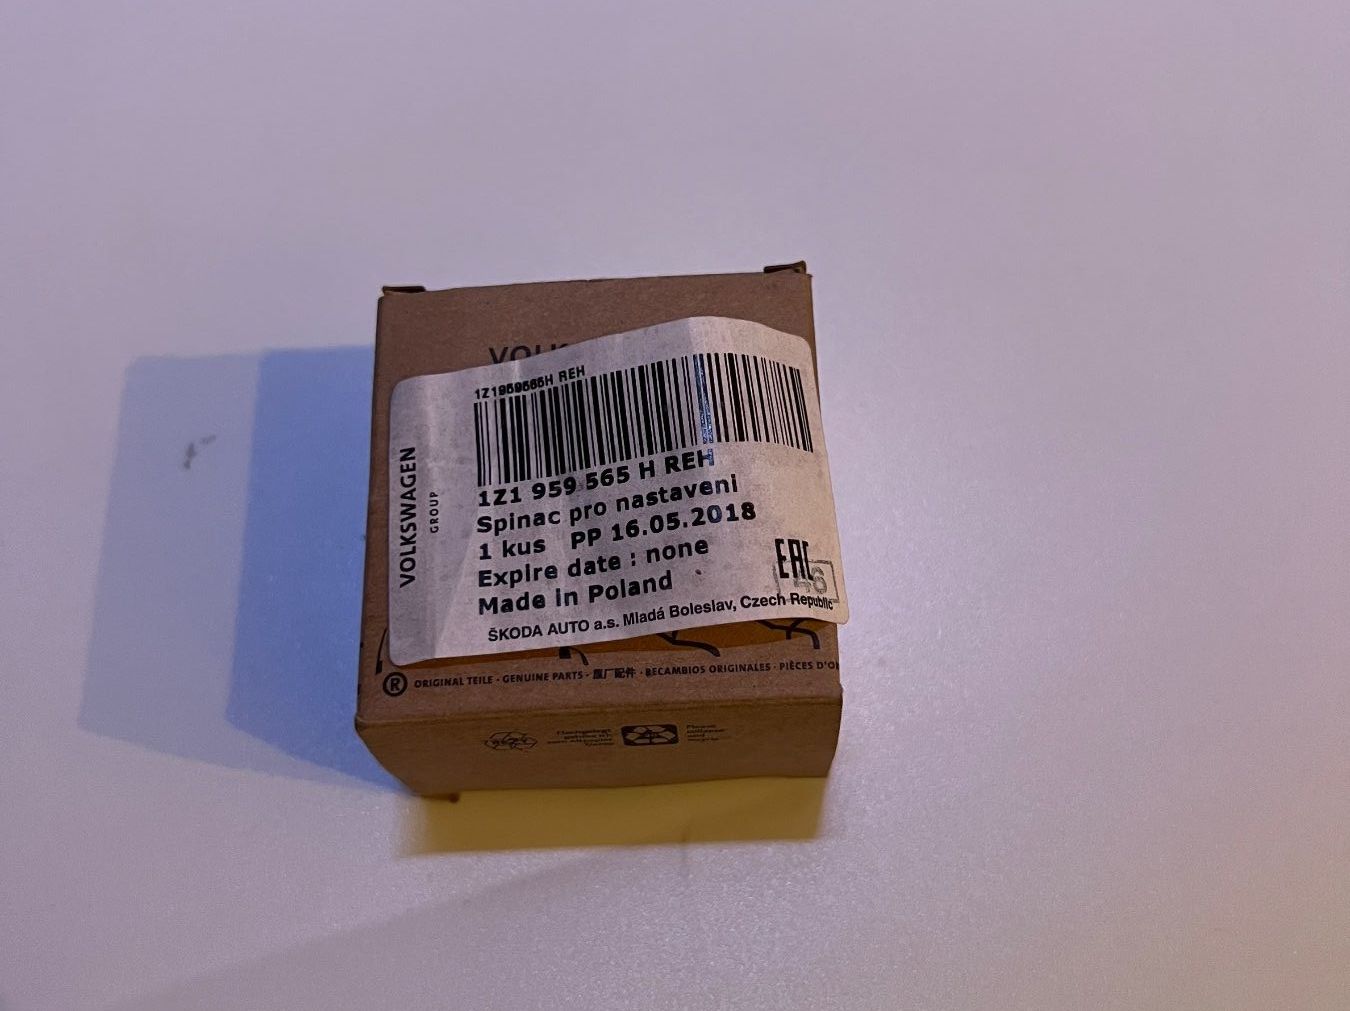 1Z1959565H REH
1Z1 959 565 H REH
Spinac pro nastaveni
1 kus PP 16.05.2018
Expire date : none
Made in Poland
EAC
46
ŠKODA AUTO a.s. Mladá Boleslav, Czech Republic
VOLKSWAGEN
GROUP
® ORIGINAL TEILE · GENUINE PARTS · 原厂配件 · RECAMBIOS ORIGINALES · PIÈCES D'OR